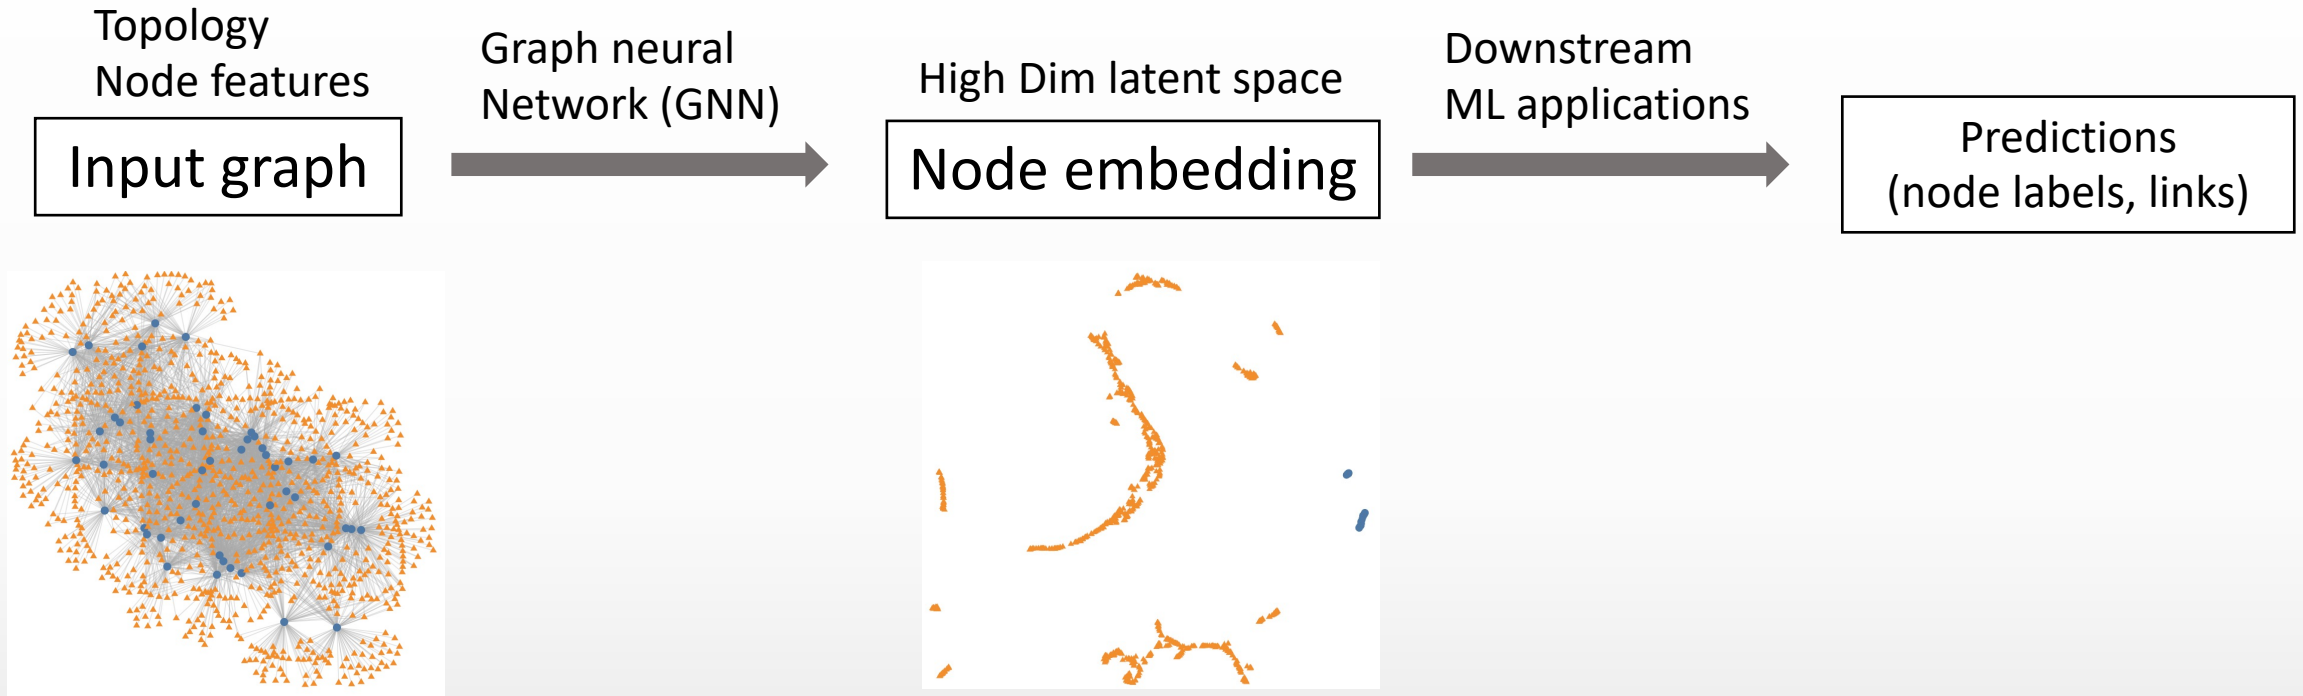 Topology
Node features
Input graph
Graph neural
Network (GNN)
High Dim latent space
Node embedding
Downstream
ML applications
Predictions
(node labels, links)